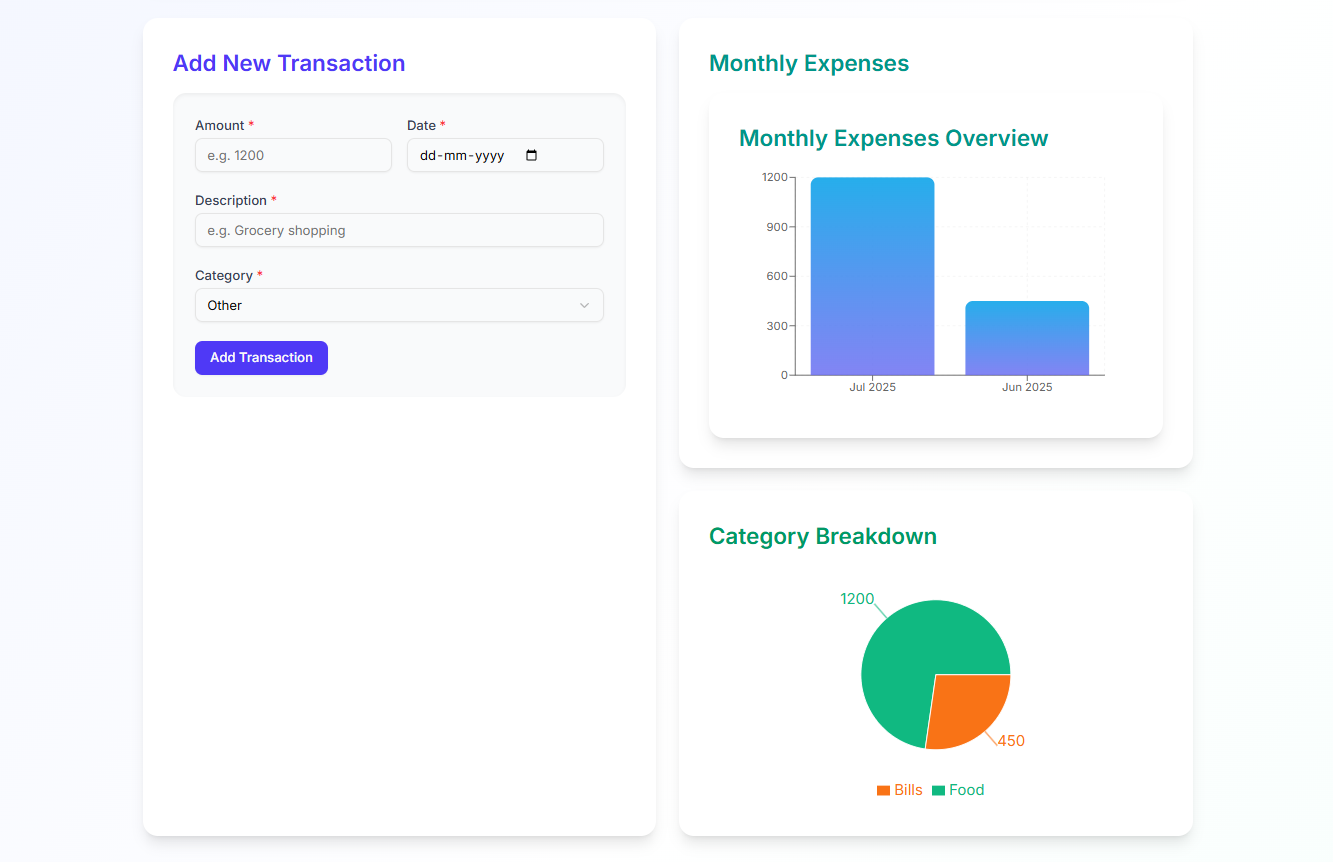 Add New Transaction
Amount *
Date *
e.g. 1200
dd-mm-yyyy
Description *
e.g. Grocery shopping
Category *
Other
Add Transaction
Monthly Expenses
Monthly Expenses Overview
1200
900
600
300
0
Jul 2025
Jun 2025
Category Breakdown
1200
450
Bills
Food